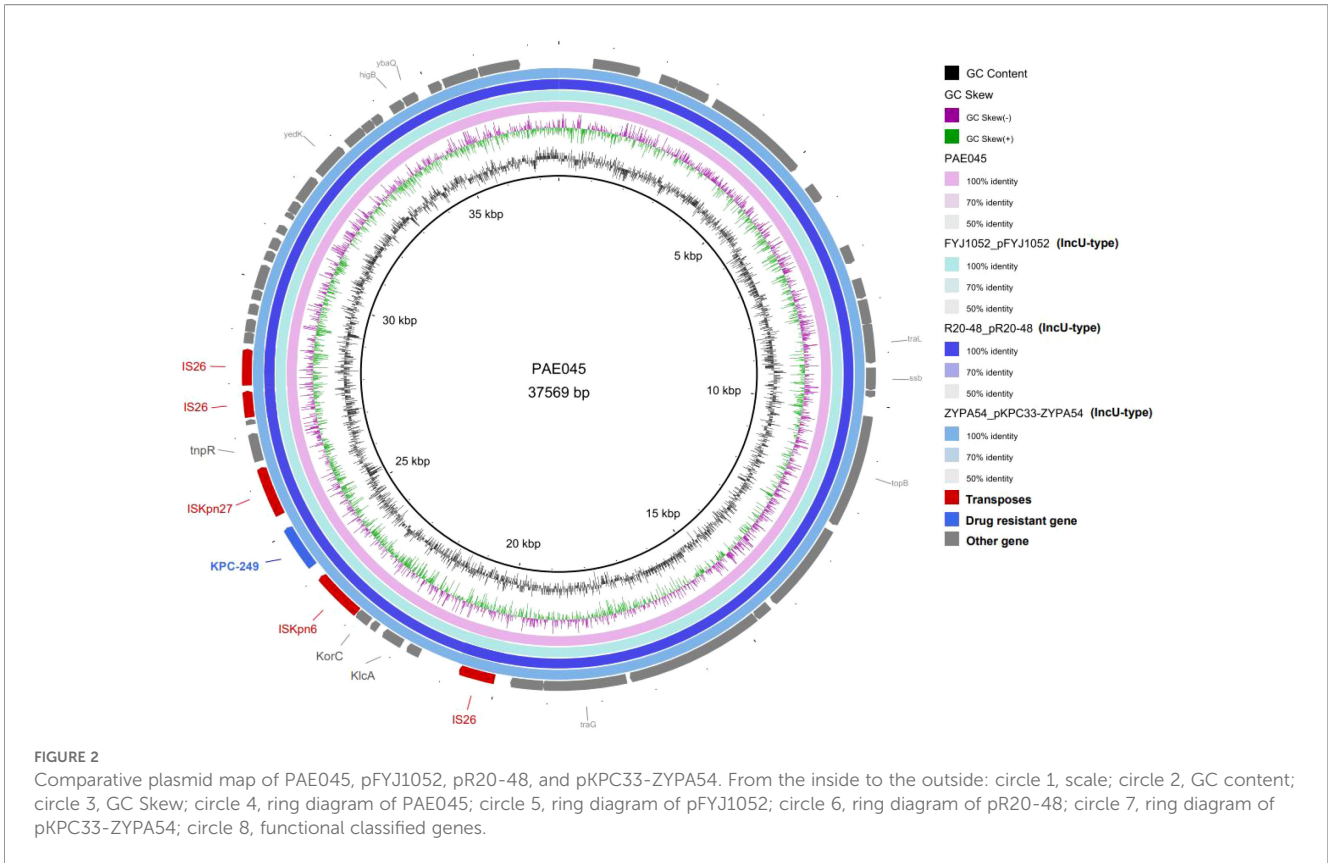 ybaQ
higB
yedK
IS26
IS26
tnpR
ISKpn27
KPC-249
ISKpn6
KorC
KlcA
IS26
traG
topB
ssb
traL
35 kbp
5 kbp
30 kbp
10 kbp
25 kbp
15 kbp
20 kbp
PAE045
37569 bp
GC Content
GC Skew
GC Skew(-)
GC Skew(+)
PAE045
100% identity
70% identity
50% identity
FYJ1052_pFYJ1052 (IncU-type)
100% identity
70% identity
50% identity
R20-48_pR20-48 (IncU-type)
100% identity
70% identity
50% identity
ZYPA54_pKPC33-ZYPA54 (IncU-type)
100% identity
70% identity
50% identity
Transposes
Drug resistant gene
Other gene
FIGURE 2
Comparative plasmid map of PAE045, pFYJ1052, pR20-48, and pKPC33-ZYPA54. From the inside to the outside: circle 1, scale; circle 2, GC content;
circle 3, GC Skew; circle 4, ring diagram of PAE045; circle 5, ring diagram of pFYJ1052; circle 6, ring diagram of pR20-48; circle 7, ring diagram of
pKPC33-ZYPA54; circle 8, functional classified genes.